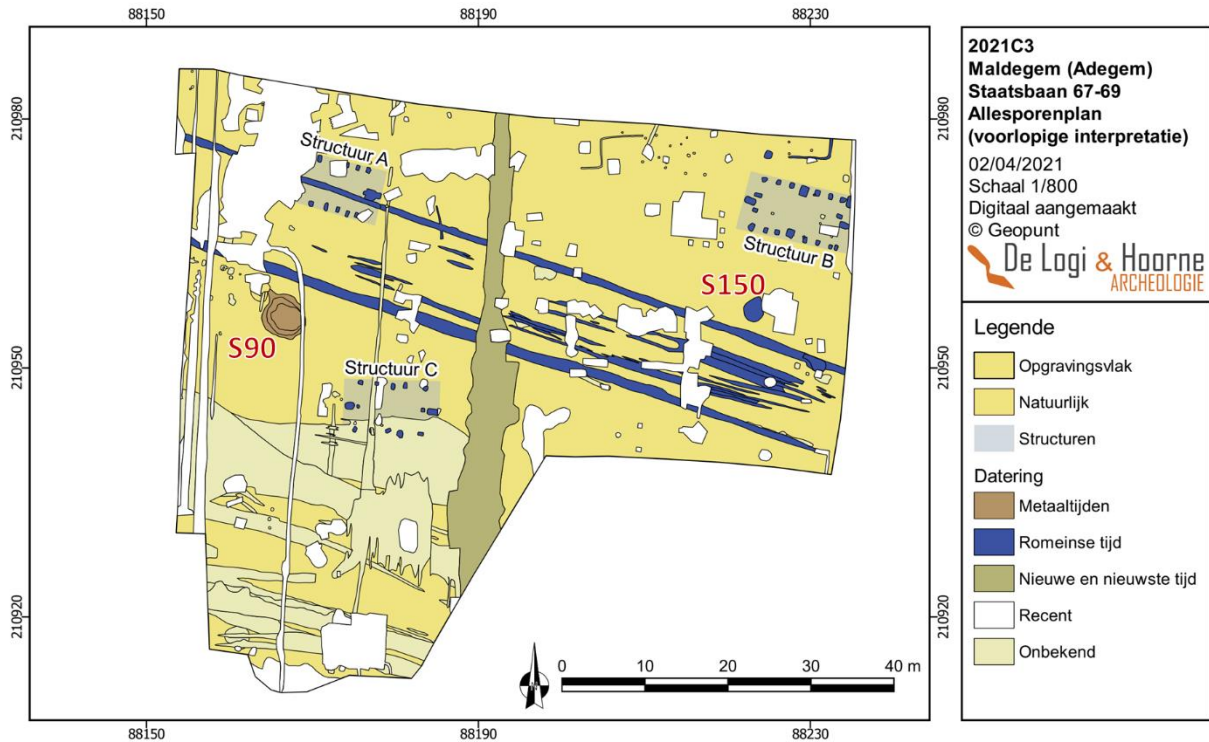 88150
88190
88230
210980
210980
Structuur A
Structuur B
S150
S90
210950
210950
Structuur C
210920
210920
0
10
20
30
40 m
88150
88190
88230
2021C3
Maldegem (Adegem)
Staatsbaan 67-69
Allesporenplan
(voorlopige interpretatie)
02/04/2021
Schaal 1/800
Digitaal aangemaakt
© Geopunt
De Logi & Hoorne
ARCHEOLOGIE
Legende
Opgravingsvlak
Natuurlijk
Structuren
Datering
Metaaltijden
Romeinse tijd
Nieuwe en nieuwste tijd
Recent
Onbekend